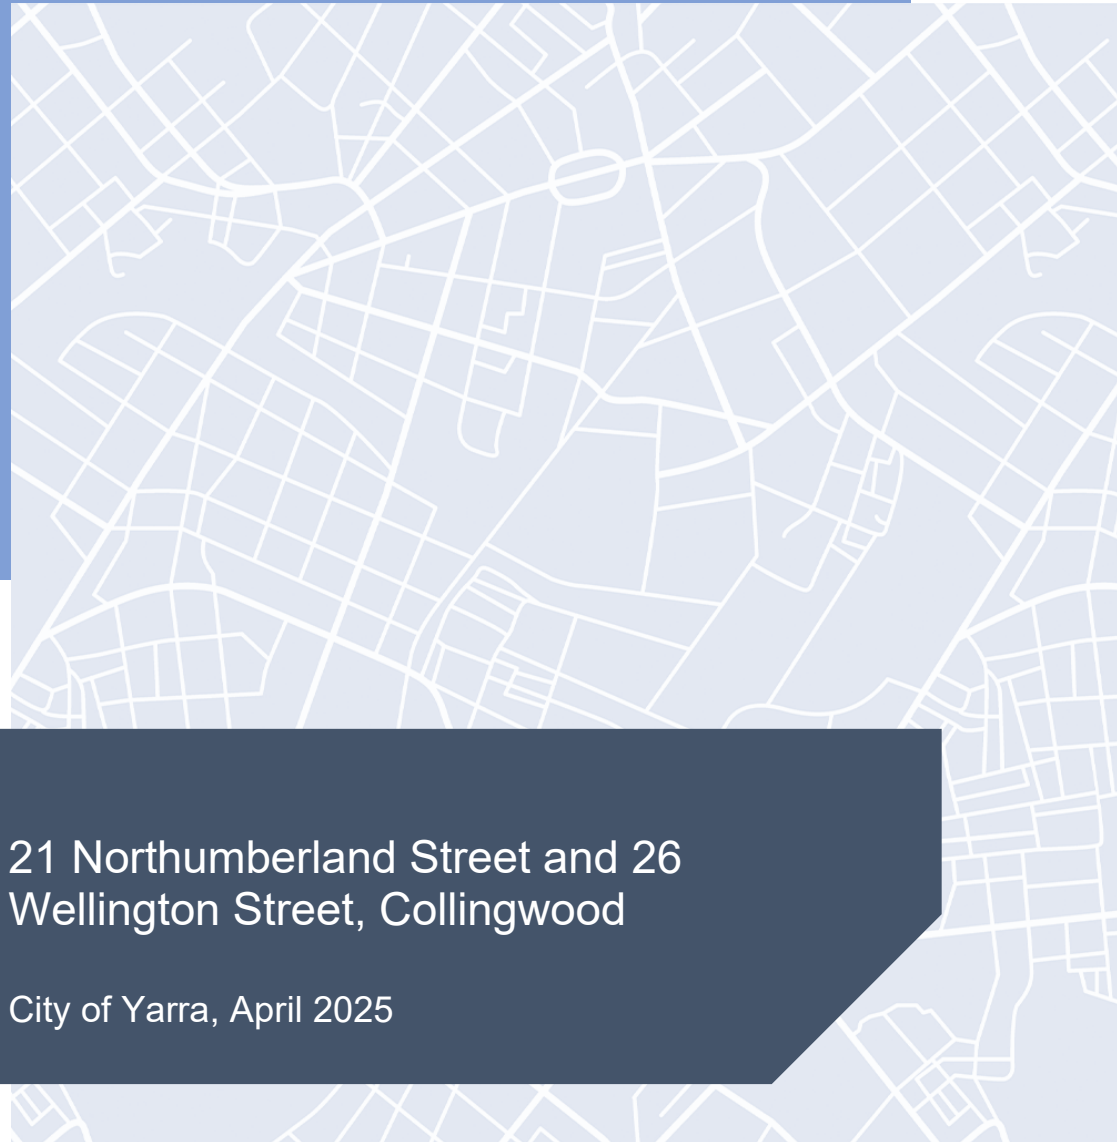 21 Northumberland Street and 26
Wellington Street, Collingwood
City of Yarra, April 2025